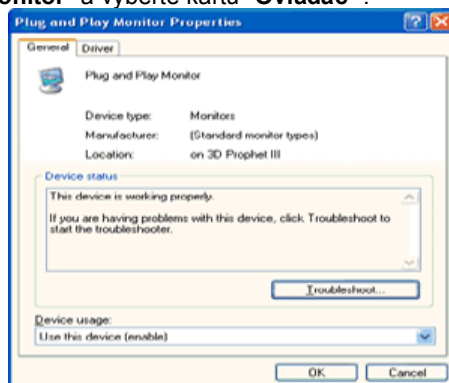 onitor" a vyberte kartu "Ovladač".
Plug and Play Monitor Properties
General Driver
Plug and Play Monitor
Device type: Monitors
Manufacturer: (Standard monitor types)
Location: on 3D Prophet III
Device status
This device is working properly.
If you are having problems with this device, click Troubleshoot to
start the troubleshooter.
Troubleshoot...
Device usage:
Use this device (enable)
OK Cancel